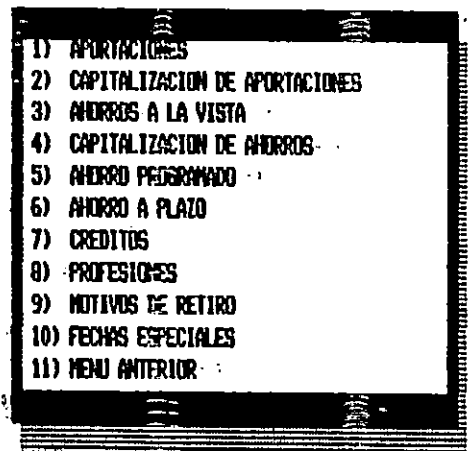 1) APORTACIONES
2) CAPITALIZACION DE APORTACIONES
3) AHORROS A LA VISTA
4) CAPITALIZACION DE AHORROS
5) AHORRO PROGRAMADO
6) AHORRO A PLAZO
7) CREDITOS
8) PROFESIONES
9) MOTIVOS DE RETIRO
10) FECHAS ESPECIALES
11) MENU ANTERIOR